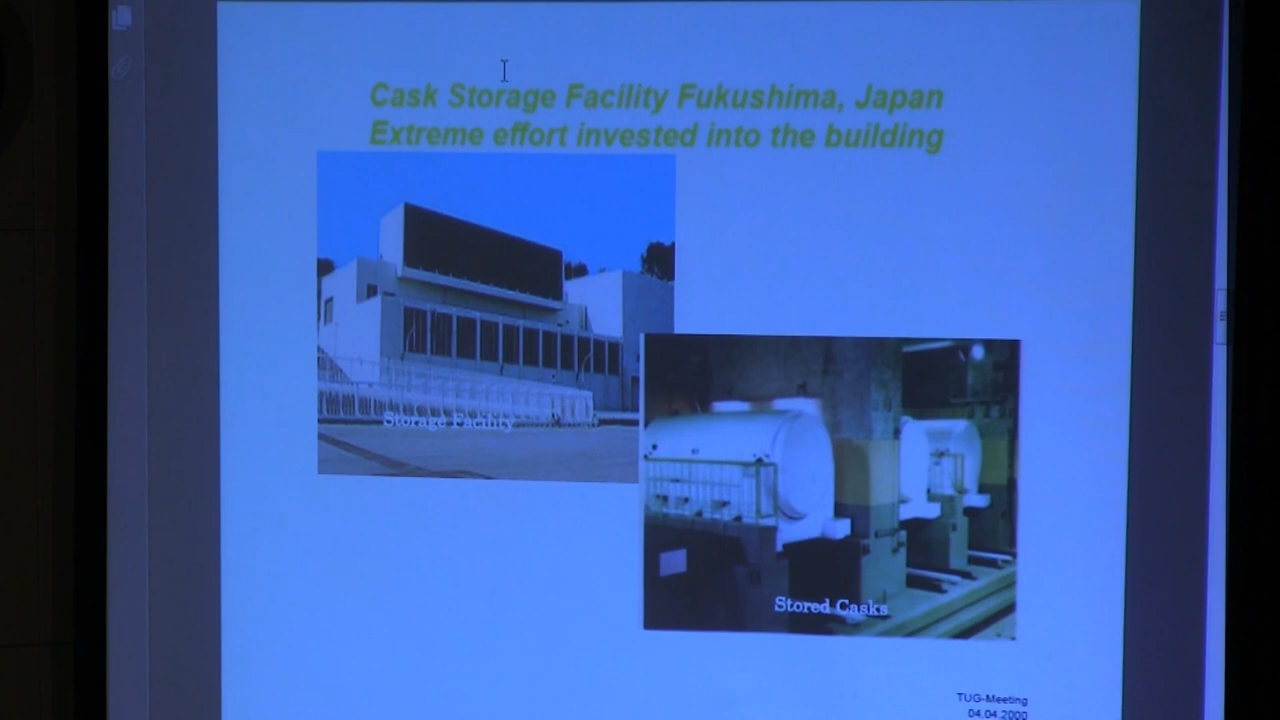 Cask Storage Facility Fukushima, Japan
Extreme effort invested into the building
Storage Facility
Stored Casks
TUG-Meeting
04.04.2000